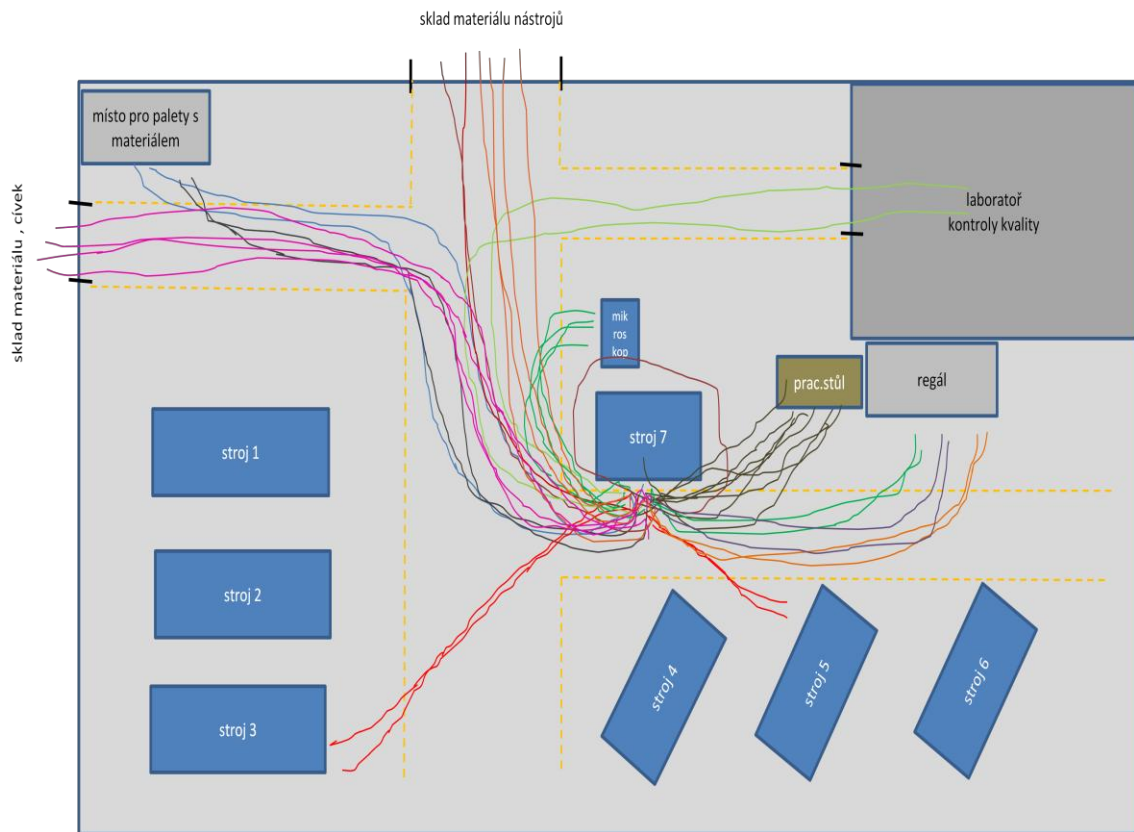 sklad materiálu nástrojů
místo pro palety s
materiálem
sklad materiálu , cívek
laboratoř
kontroly kvality
mik
ros
kop
prac.stůl
regál
stroj 7
stroj 1
stroj 2
stroj 3
stroj 4
stroj 5
stroj 6